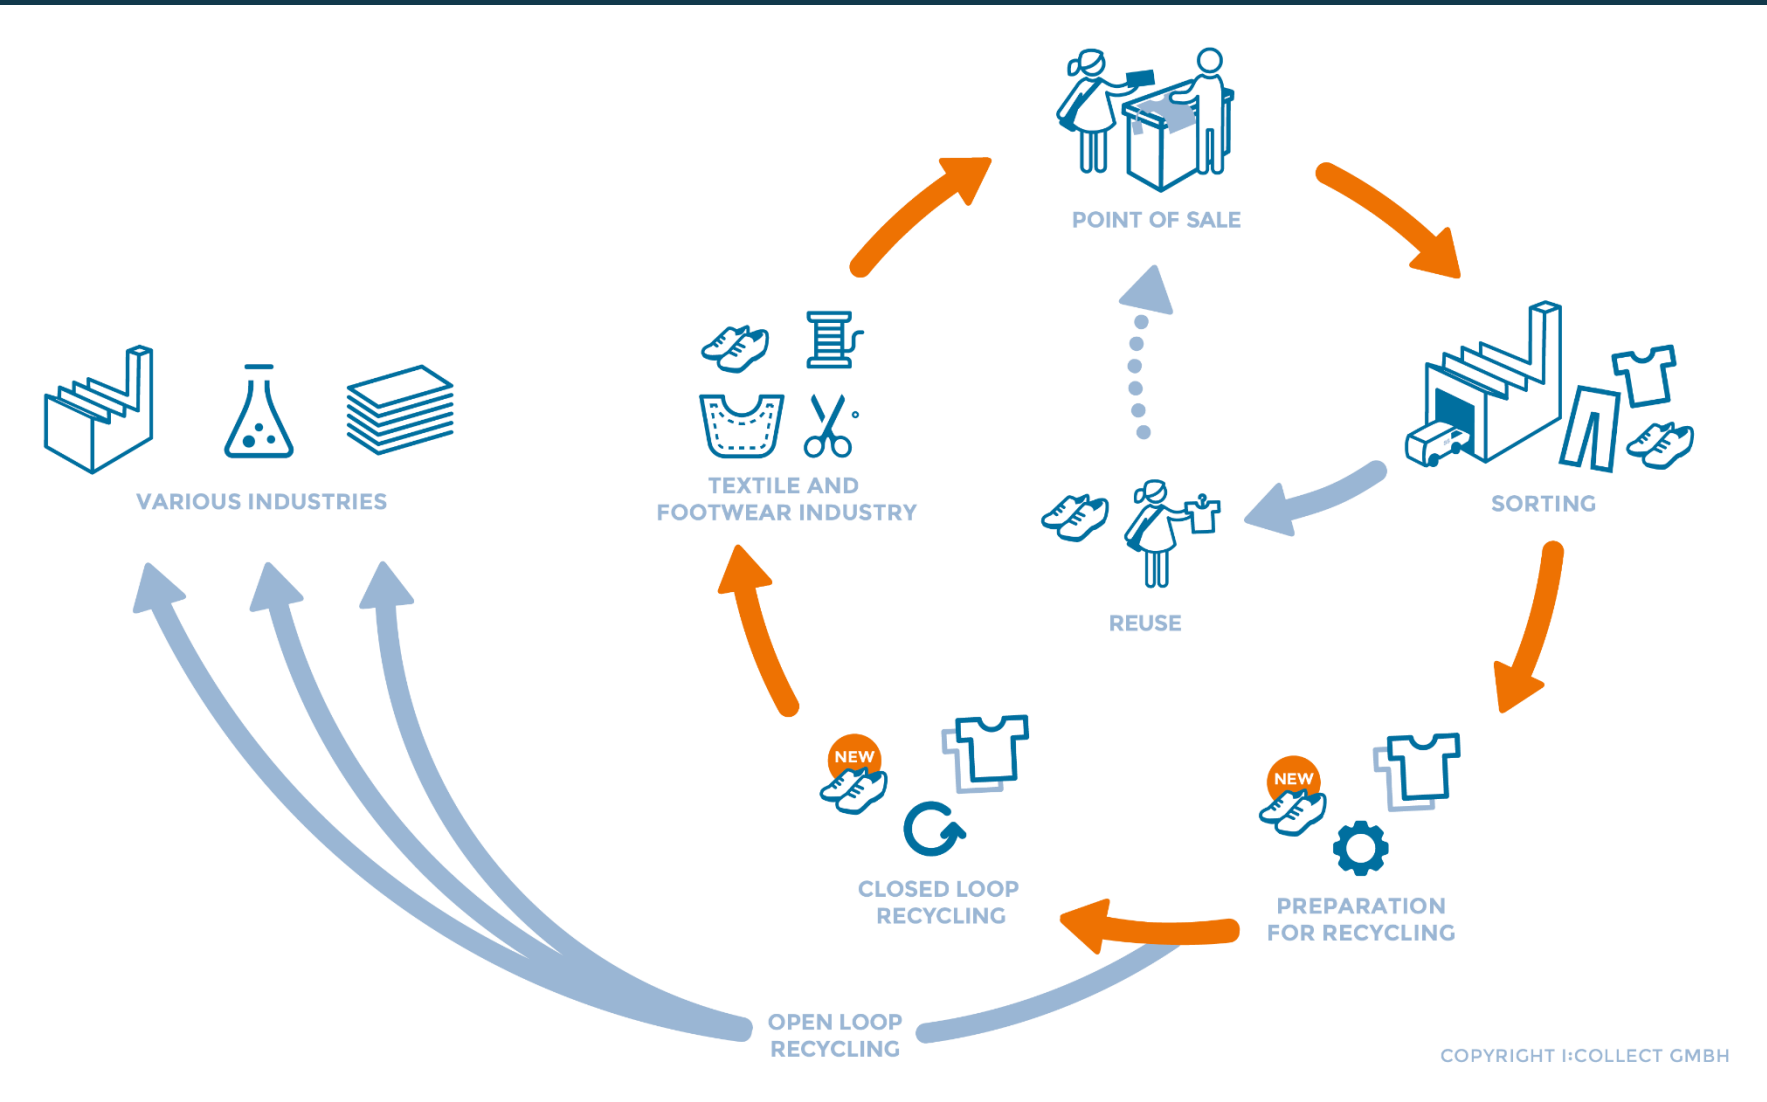 POINT OF SALE
VARIOUS INDUSTRIES
TEXTILE AND
FOOTWEAR INDUSTRY
SORTING
REUSE
NEW
CLOSED LOOP
RECYCLING
NEW
PREPARATION
FOR RECYCLING
OPEN LOOP
RECYCLING
COPYRIGHT I:COLLECT GMBH